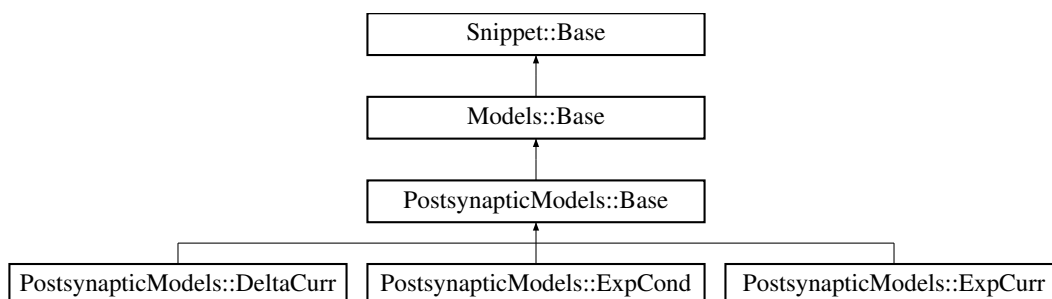 Snippet::Base
Models::Base
PostsynapticModels::Base
PostsynapticModels::DeltaCurr PostsynapticModels::ExpCond PostsynapticModels::ExpCurr